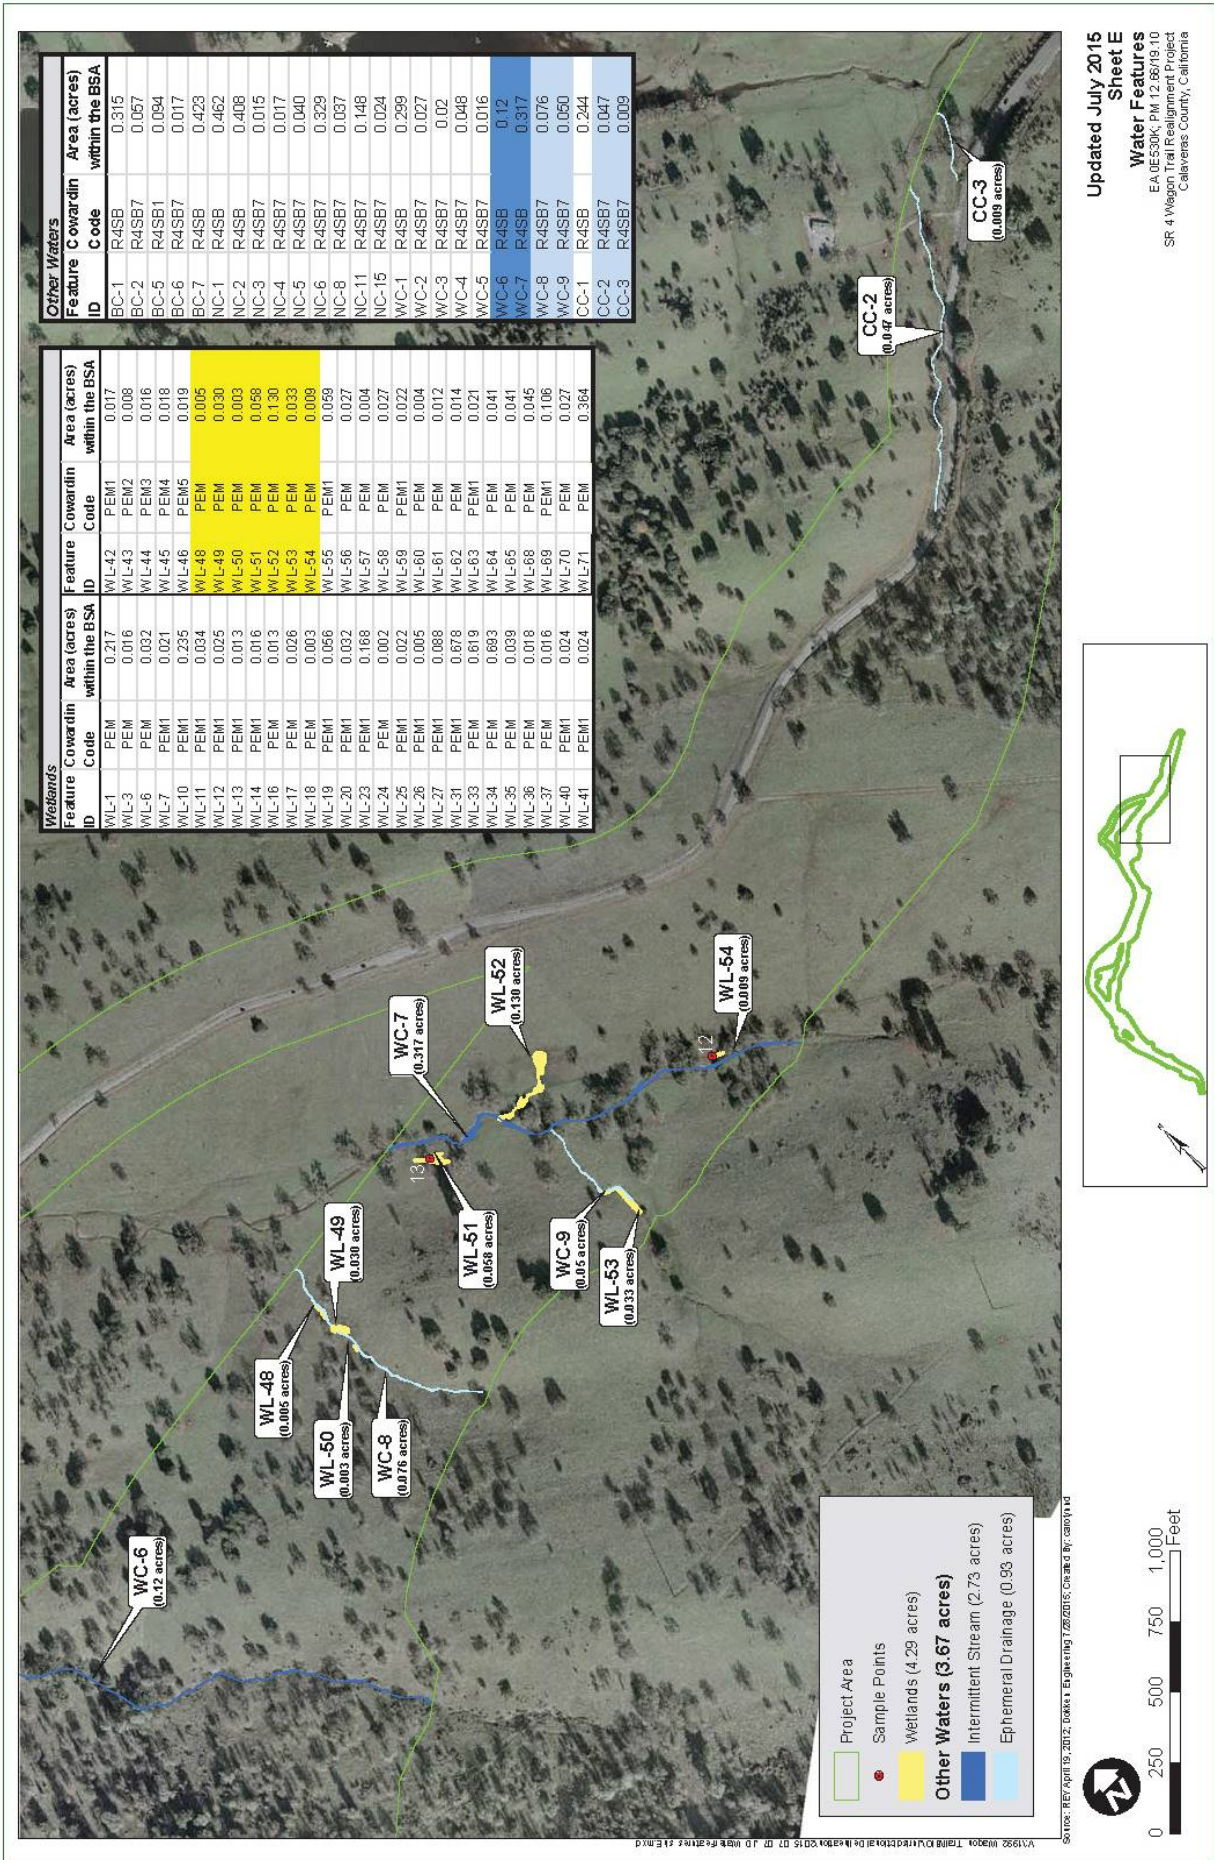 Wetlands
Feature ID Cowardin Code Area (acres) within the BSA Feature ID Cowardin Code Area (acres) within the BSA
WL-1 PEM 0.217 WL-42 PEM1 0.017
WL-3 PEM 0.016 WL-43 PEM2 0.008
WL-6 PEM 0.032 WL-44 PEM3 0.016
WL-7 PEM1 0.021 WL-45 PEM4 0.018
WL-10 PEM1 0.235 WL-46 PEM5 0.019
WL-11 PEM1 0.034 WL-48 PEM 0.005
WL-12 PEM1 0.025 WL-49 PEM 0.030
WL-13 PEM1 0.013 WL-50 PEM 0.003
WL-14 PEM1 0.016 WL-51 PEM 0.058
WL-16 PEM1 0.013 WL-52 PEM 0.130
WL-17 PEM 0.026 WL-53 PEM 0.033
WL-18 PEM 0.003 WL-54 PEM 0.009
WL-19 PEM1 0.056 WL-55 PEM1 0.059
WL-20 PEM1 0.032 WL-56 PEM 0.027
WL-23 PEM1 0.168 WL-57 PEM 0.004
WL-24 PEM 0.002 WL-58 PEM 0.027
WL-25 PEM1 0.022 WL-59 PEM1 0.022
WL-26 PEM1 0.005 WL-60 PEM 0.004
WL-27 PEM1 0.088 WL-61 PEM 0.012
WL-31 PEM1 0.678 WL-62 PEM1 0.014
WL-33 PEM 0.619 WL-63 PEM1 0.021
WL-34 PEM 0.693 WL-64 PEM 0.041
WL-35 PEM1 0.039 WL-65 PEM 0.041
WL-36 PEM 0.018 WL-68 PEM 0.045
WL-37 PEM1 0.016 WL-69 PEM1 0.106
WL-40 PEM1 0.024 WL-70 PEM 0.027
WL-41 PEM1 0.024 WL-71 PEM 0.364
Other Waters
Feature ID Cowardin Code Area (acres) within the BSA
BC-1 R4SB 0.315
BC-2 R4SB7 0.057
BC-5 R4SB1 0.094
BC-6 R4SB7 0.017
BC-7 R4SB 0.423
NC-1 R4SB 0.462
NC-2 R4SB 0.408
NC-3 R4SB7 0.015
NC-4 R4SB7 0.017
NC-5 R4SB7 0.040
NC-6 R4SB7 0.329
NC-8 R4SB7 0.037
NC-11 R4SB7 0.148
NC-15 R4SB7 0.024
WC-1 R4SB 0.299
WC-2 R4SB7 0.027
WC-3 R4SB7 0.02
WC-4 R4SB7 0.048
WC-5 R4SB7 0.016
WC-6 R4SB 0.12
WC-7 R4SB 0.317
WC-8 R4SB7 0.076
WC-9 R4SB7 0.050
CC-1 R4SB 0.244
CC-2 R4SB7 0.047
CC-3 R4SB7 0.009
WC-6
(0.12 acres)
WL-48
(0.005 acres)
WL-49
(0.030 acres)
WL-50
(0.003 acres)
WC-8
(0.076 acres)
WC-7
(0.317 acres)
13
WL-51
(0.058 acres)
WL-52
(0.130 acres)
WC-9
(0.05 acres)
WL-53
(0.033 acres)
12
WL-54
(0.009 acres)
CC-2
(0.047 acres)
CC-3
(0.009 acres)
Project Area
Sample Points
Wetlands (4.29 acres)
Other Waters (3.67 acres)
Intermittent Stream (2.73 acres)
Ephemeral Drainage (0.93 acres)
Source: REY April 19, 2012; Dokken Engineering 7/28/2015; Created By: carolynd
N
0 250 500 750 1,000
Feet
Updated July 2015
Sheet E
Water Features
EA 0E530K; PM 12.66/19.10
SR 4 Wagon Trail Realignment Project
Calaveras County, California